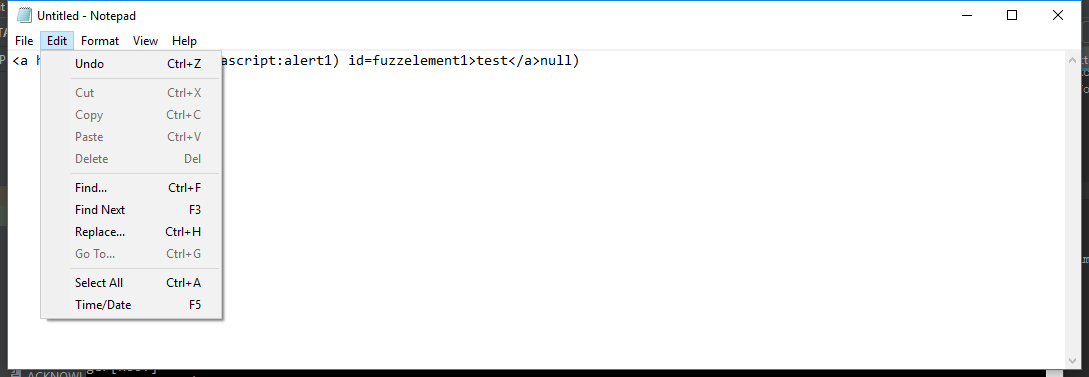 Untitled - Notepad
File Edit Format View Help
<a h ascript:alert1) id=fuzzelement1>test</a>null)
Undo Ctrl+Z
Cut Ctrl+X
Copy Ctrl+C
Paste Ctrl+V
Delete Del
Find... Ctrl+F
Find Next F3
Replace... Ctrl+H
Go To... Ctrl+G
Select All Ctrl+A
Time/Date F5